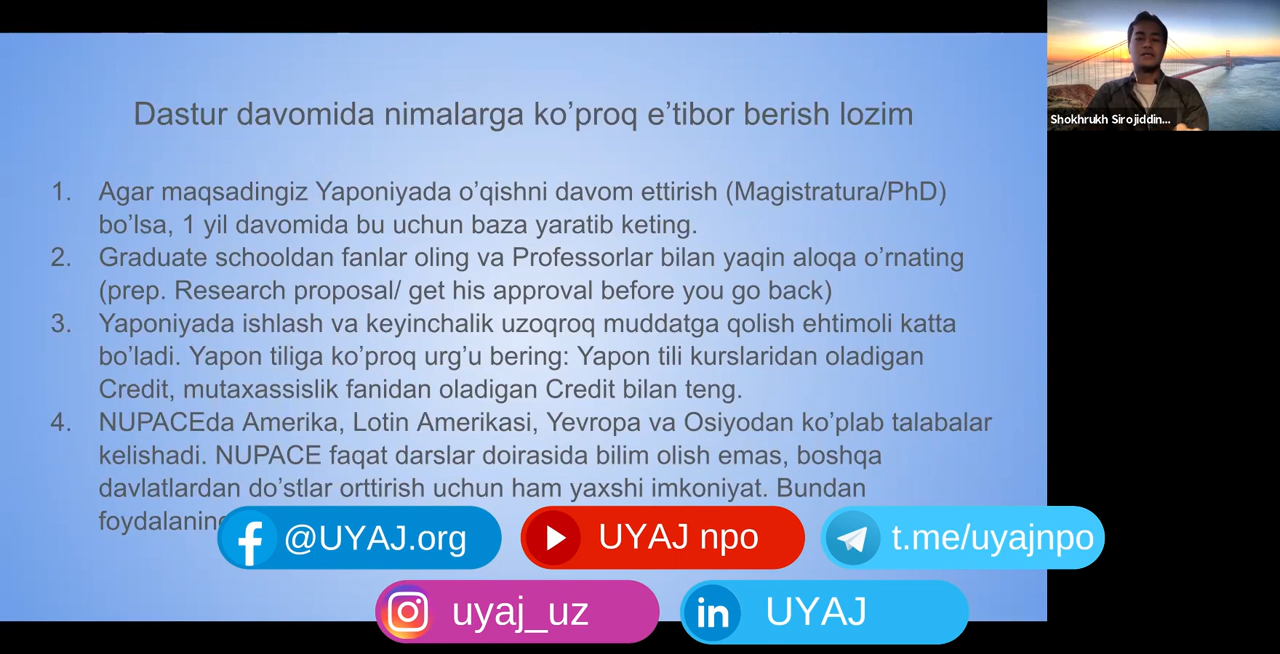 Dastur davomida nimalarga ko’proq e’tibor berish lozim
Shokhrukh Sirojiddin...
1. Agar maqsadingiz Yaponiyada o’qishni davom ettirish (Magistratura/PhD)
bo’lsa, 1 yil davomida bu uchun baza yaratib keting.
2. Graduate schooldan fanlar oling va Professorlar bilan yaqin aloqa o’rnating
(prep. Research proposal/ get his approval before you go back)
3. Yaponiyada ishlash va keyinchalik uzoqroq muddatga qolish ehtimoli katta
bo’ladi. Yapon tiliga ko’proq urg’u bering: Yapon tili kurslaridan oladigan
Credit, mutaxassislik fanidan oladigan Credit bilan teng.
4. NUPACEda Amerika, Lotin Amerikasi, Yevropa va Osiyodan ko’plab talabalar
kelishadi. NUPACE faqat darslar doirasida bilim olish emas, boshqa
davlatlardan do’stlar orttirish uchun ham yaxshi imkoniyat. Bundan
@UYAJ.org
UYAJ npo
t.me/uyajnpo
uyaj_uz
in UYAJ